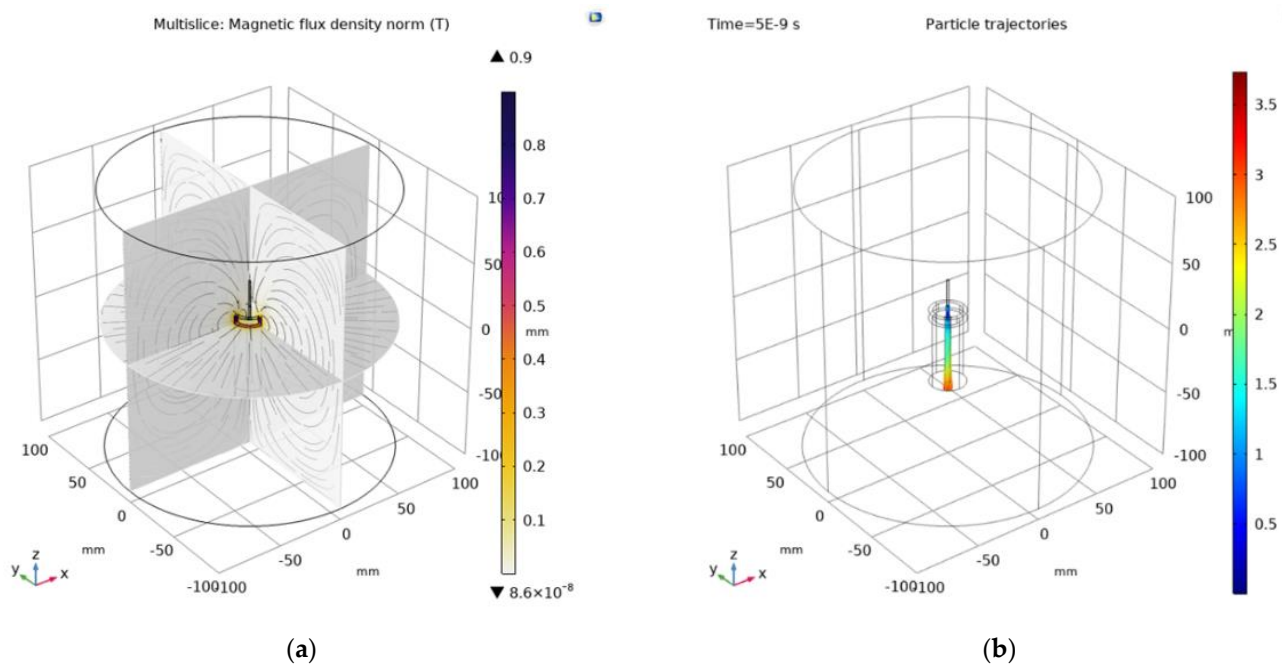 Multislice: Magnetic flux density norm (T)
▲ 0.9
0.8
0.7
0.6
0.5
0.4
0.3
0.2
0.1
▼ 8.6×10⁻⁸
10
50
0
mm
-50
-10
100
50
0
-50
-100
mm
100
50
0
-50
-100
mm
y
z
x
(a)
Time=5E-9 s
Particle trajectories
3.5
3
2.5
2
1.5
1
0.5
100
50
0
m
-50
-100
100
50
0
-50
-100
mm
100
50
0
-50
-100
mm
y
z
x
(b)